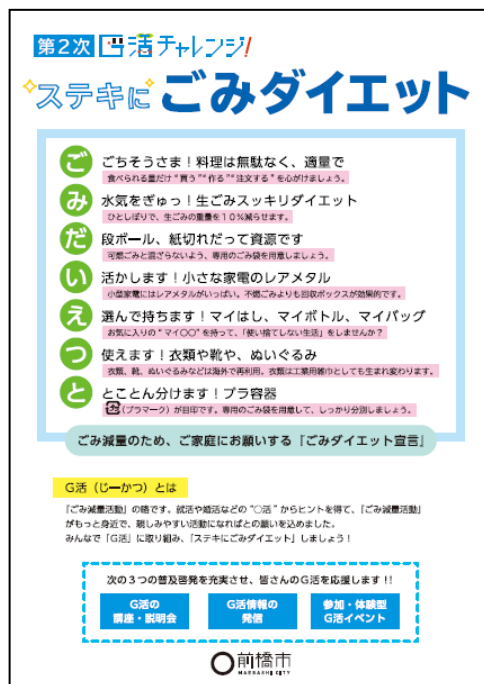 第2次 G活チャレンジ!
ステキに ごみダイエット
ご ごちそうさま！料理は無駄なく、適量で
食べられる量だけ“買う”“作る”“注文する”を心がけましょう。
み 水気をぎゅっ！生ごみスッキリダイエット
ひとしぼりで、生ごみの重量を10％減らせます。
だ 段ボール、紙切れだって資源です
可燃ごみと混ざらないよう、専用のごみ袋を用意しましょう。
い 活かします！小さな家電のレアメタル
小型家電にはレアメタルがいっぱい。不燃ごみよりも回収ボックスが効果的です。
え 選んで持ちます！マイはし、マイボトル、マイバッグ
お気に入りの“マイ〇〇”を持って、「使い捨てしない生活」をしませんか？
つ 使えます！衣類や靴や、ぬいぐるみ
衣類、靴、ぬいぐるみなどは海外で再利用。衣類は工業用雑巾としても生まれ変わります。
と とことん分けます！プラ容器
プラ(プラマーク)が目印です。専用のごみ袋を用意して、しっかり分別しましょう。
ごみ減量のため、ご家庭にお願いする『ごみダイエット宣言』
G活（じーかつ）とは
「ごみ減量活動」の略です。就活や婚活などの“〇活”からヒントを得て、「ごみ減量活動」
がもっと身近で、親しみやすい活動になればとの願いを込めました。
みんなで「G活」に取り組み、「ステキにごみダイエット」しましょう！
次の３つの普及啓発を充実させ、皆さんのG活を応援します!!
G活の
講座・説明会
G活情報の
発信
参加・体験型
G活イベント
前橋市
MAEBASHI CITY